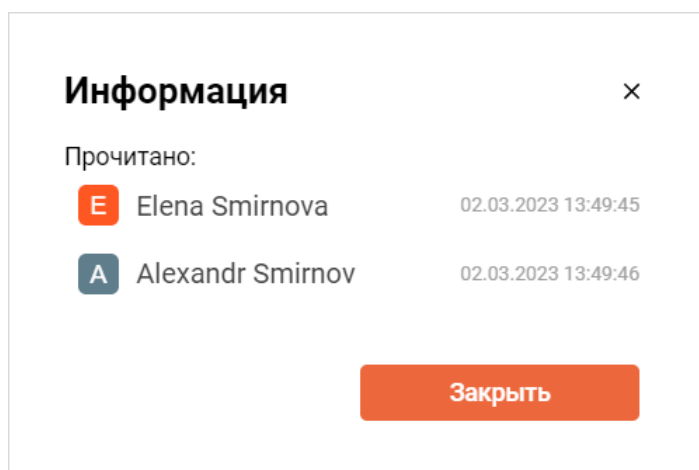 Информация ×
Прочитано:
E Elena Smirnova 02.03.2023 13:49:45
A Alexandr Smirnov 02.03.2023 13:49:46
Закрыть